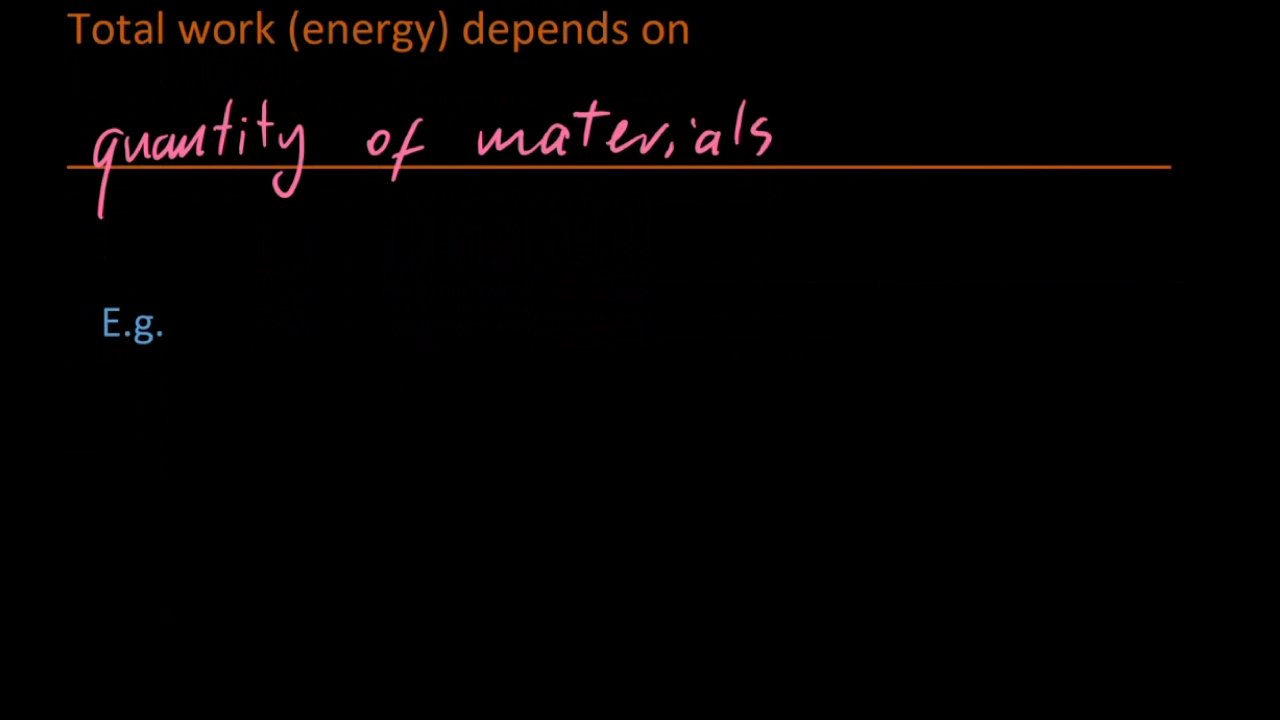 Total work (energy) depends on
quantity of materials
E.g.